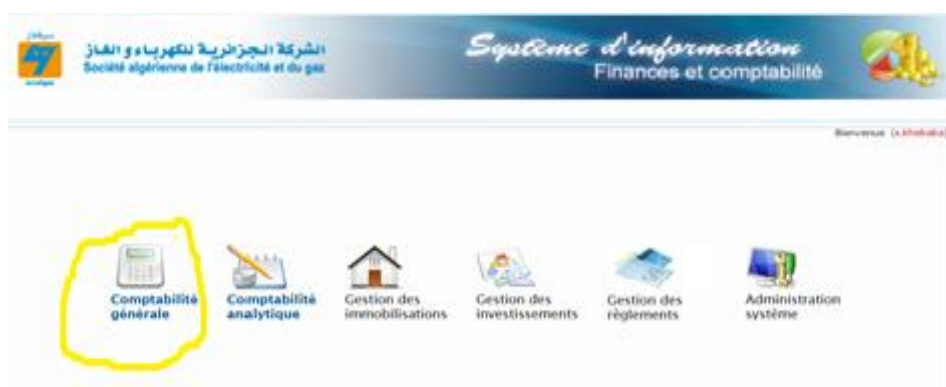 سونلغاز
الشركة الجزائرية للكهرباء و الغاز
Société algérienne de l'électricité et du gaz
Système d'information
Finances et comptabilité
Bienvenue
Comptabilité générale
Comptabilité analytique
Gestion des immobilisations
Gestion des investissements
Gestion des règlements
Administration système